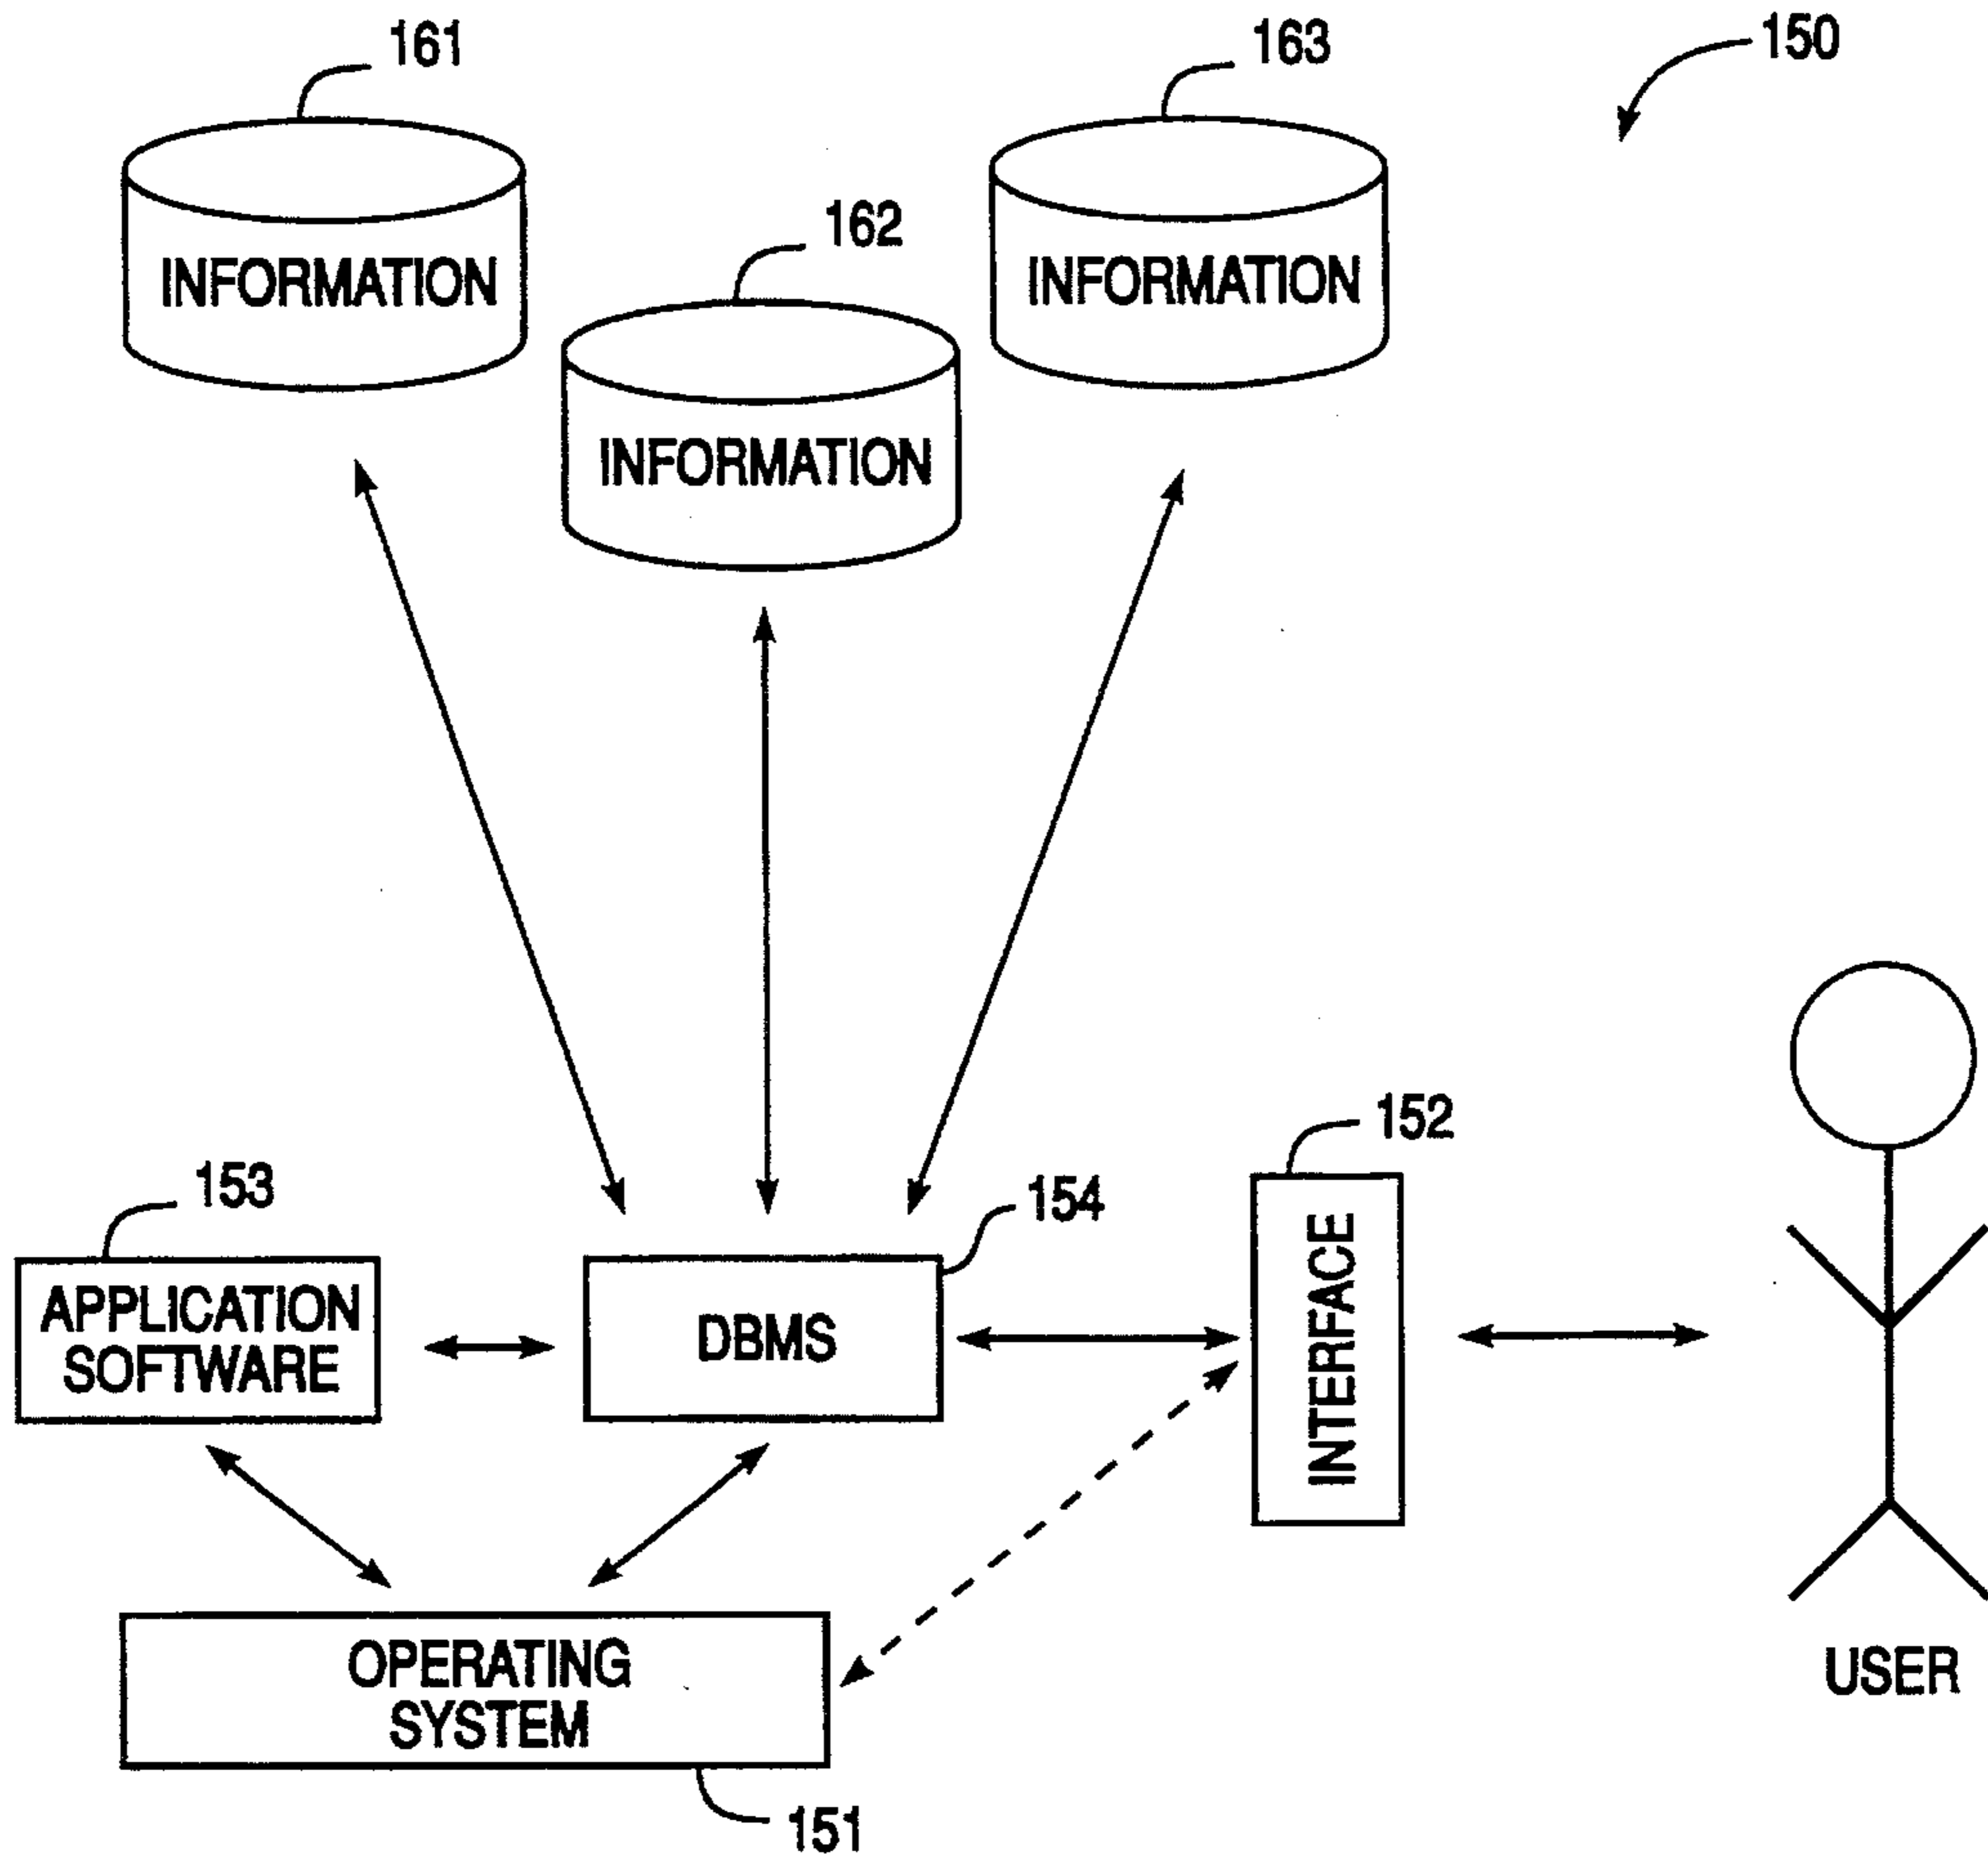 161
163
150
162
INFORMATION
INFORMATION
INFORMATION
152
153
154
APPLICATION
SOFTWARE
DBMS
INTERFACE
OPERATING
SYSTEM
USER
151